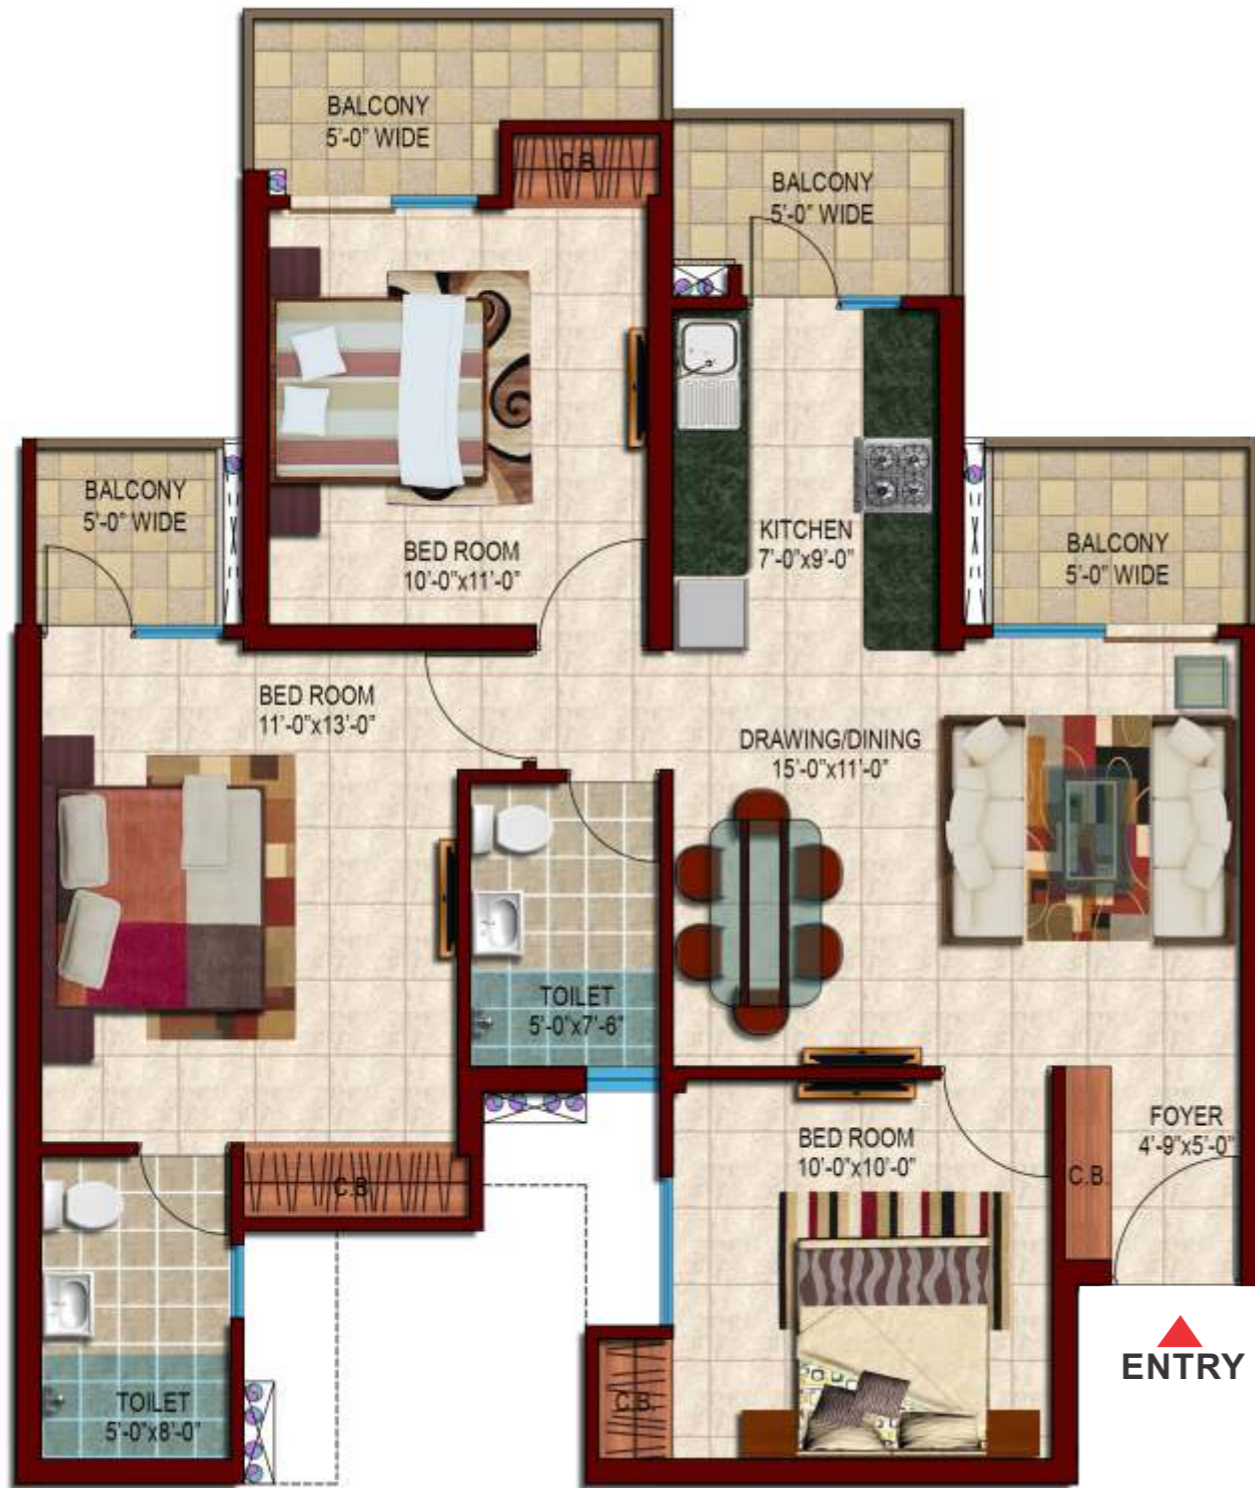 BALCONY
5'-0" WIDE
C.B.
BALCONY
5'-0" WIDE
BALCONY
5'-0" WIDE
BED ROOM
10'-0"x11'-0"
KITCHEN
7'-0"x9'-0"
BALCONY
5'-0" WIDE
BED ROOM
11'-0"x13'-0"
DRAWING/DINING
15'-0"x11'-0"
TOILET
5'-0"x7'-6"
BED ROOM
10'-0"x10'-0"
FOYER
4'-9"x5'-0"
C.B.
C.B.
ENTRY
TOILET
5'-0"x8'-0"
C.B.